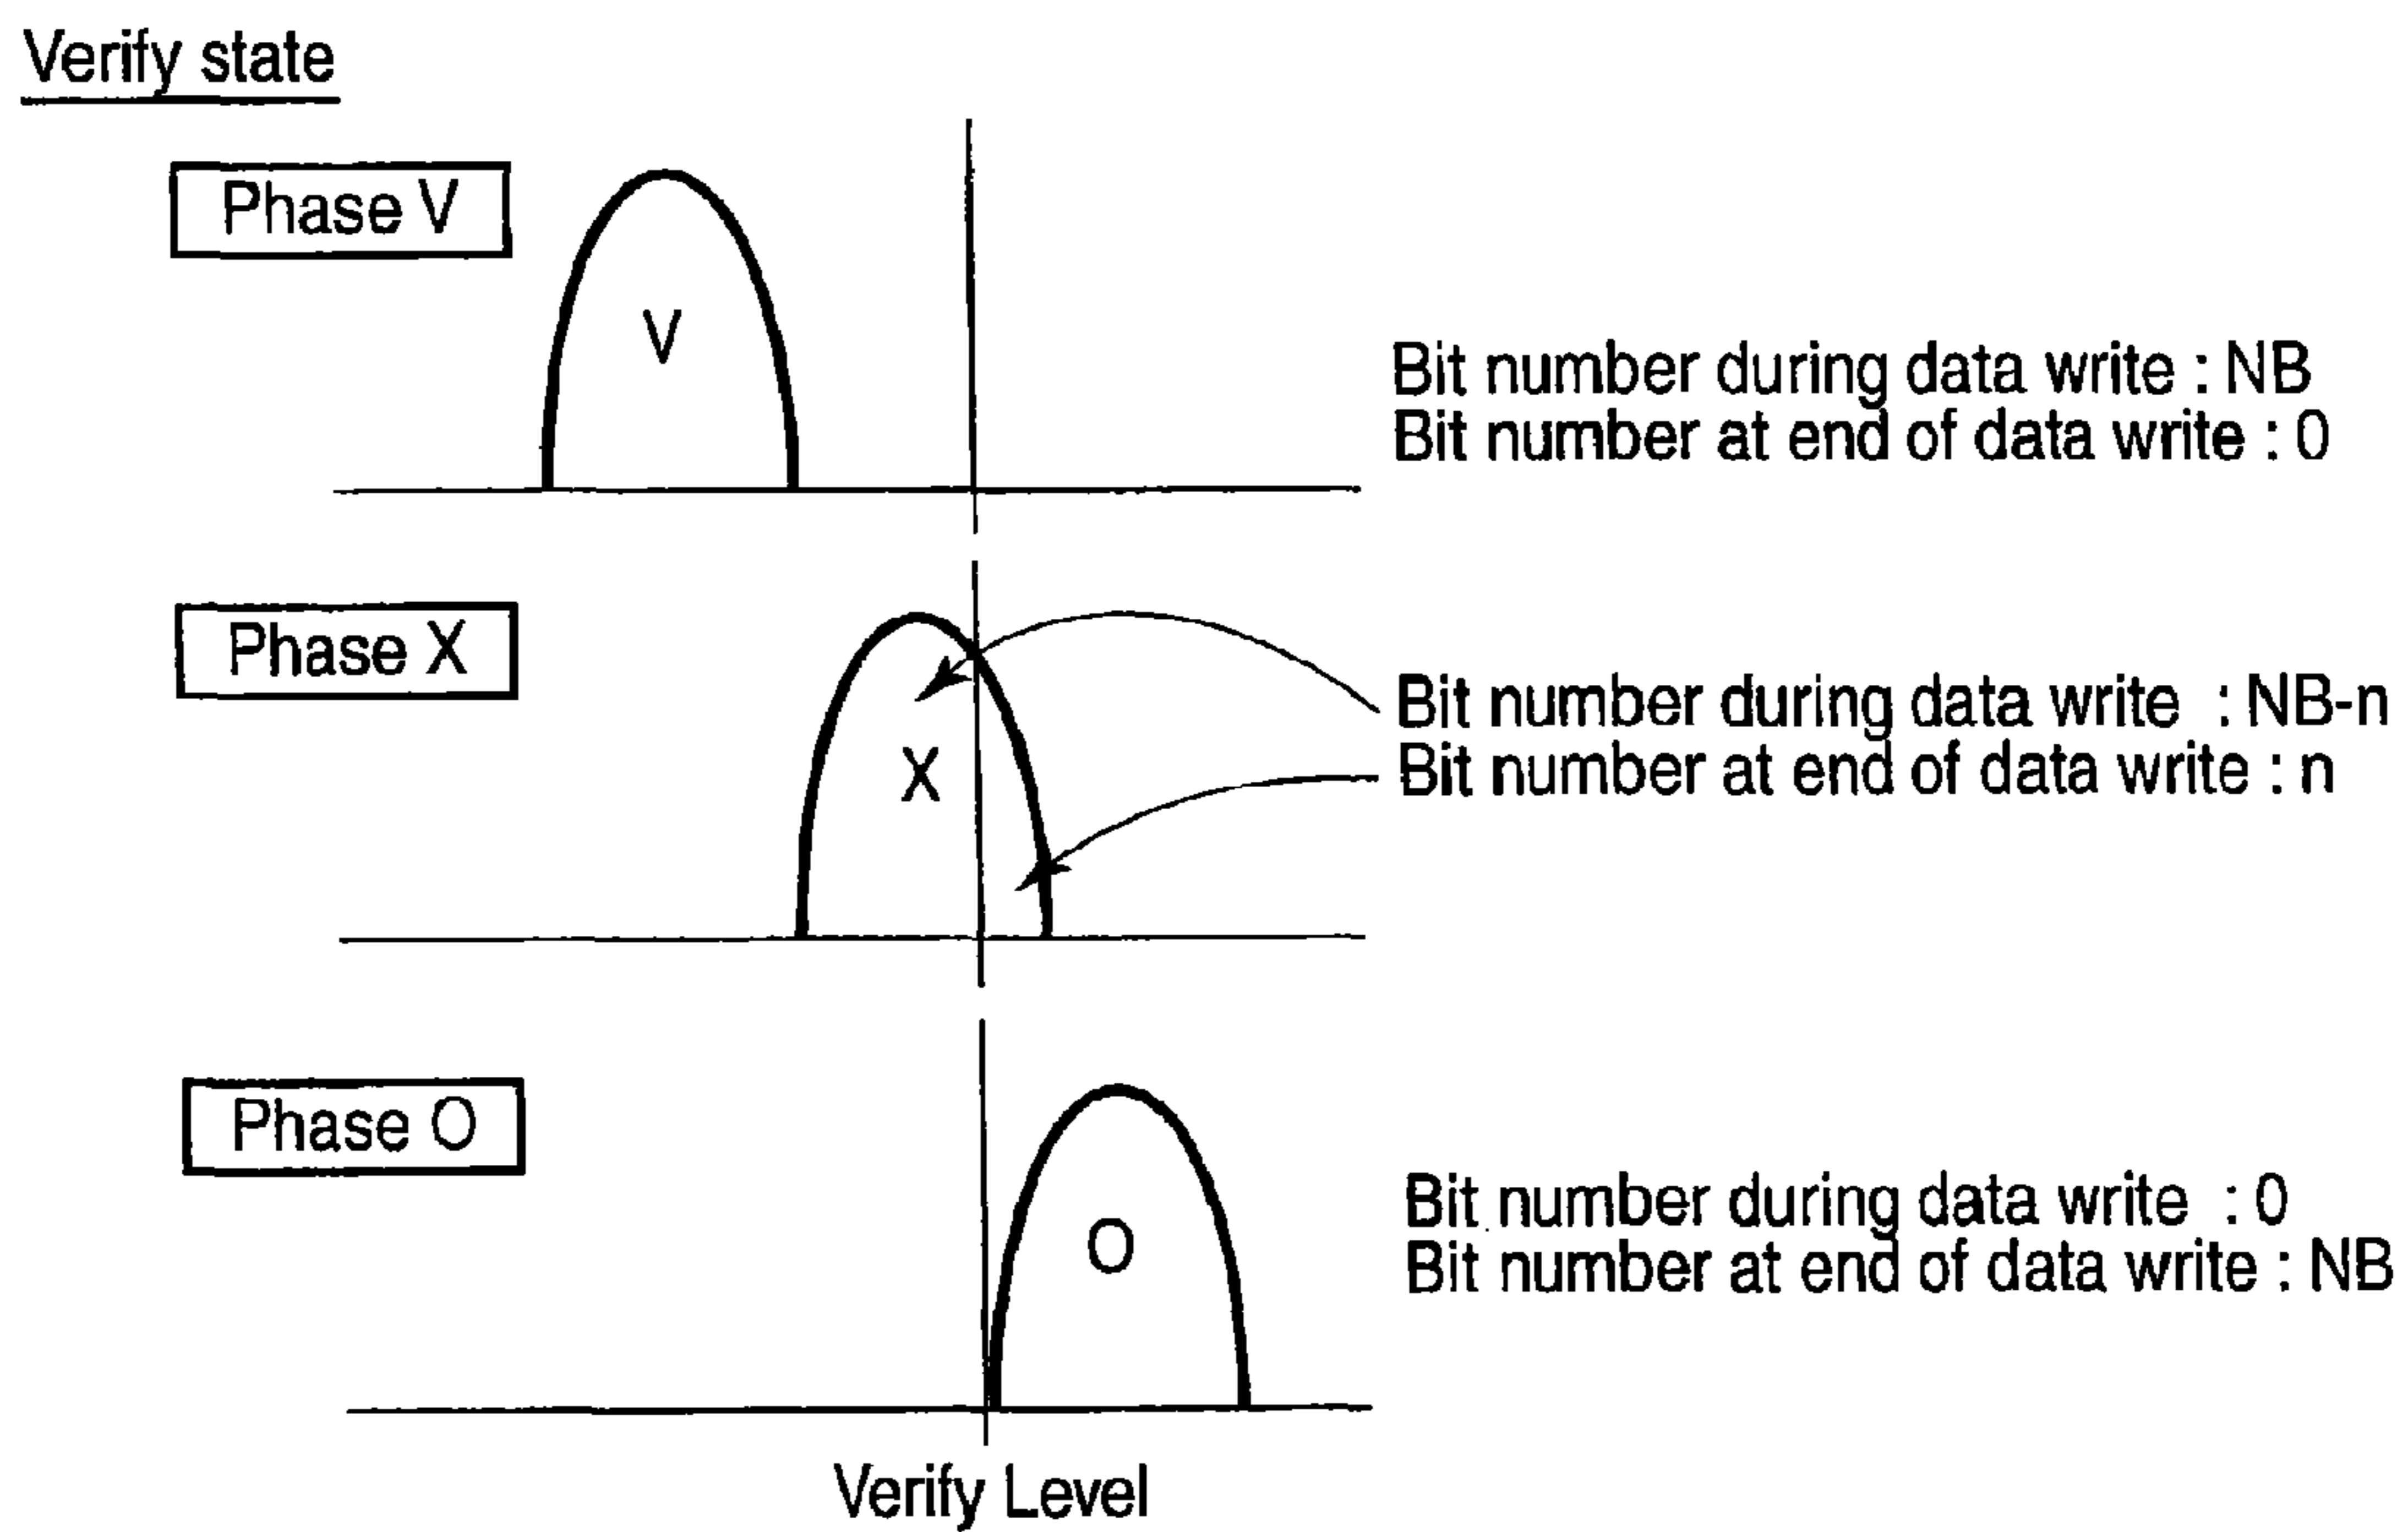 Verify state
Phase V
V
Bit number during data write : NB
Bit number at end of data write : 0
Phase X
X
Bit number during data write : NB-n
Bit number at end of data write : n
Phase O
O
Bit number during data write : 0
Bit number at end of data write : NB
Verify Level